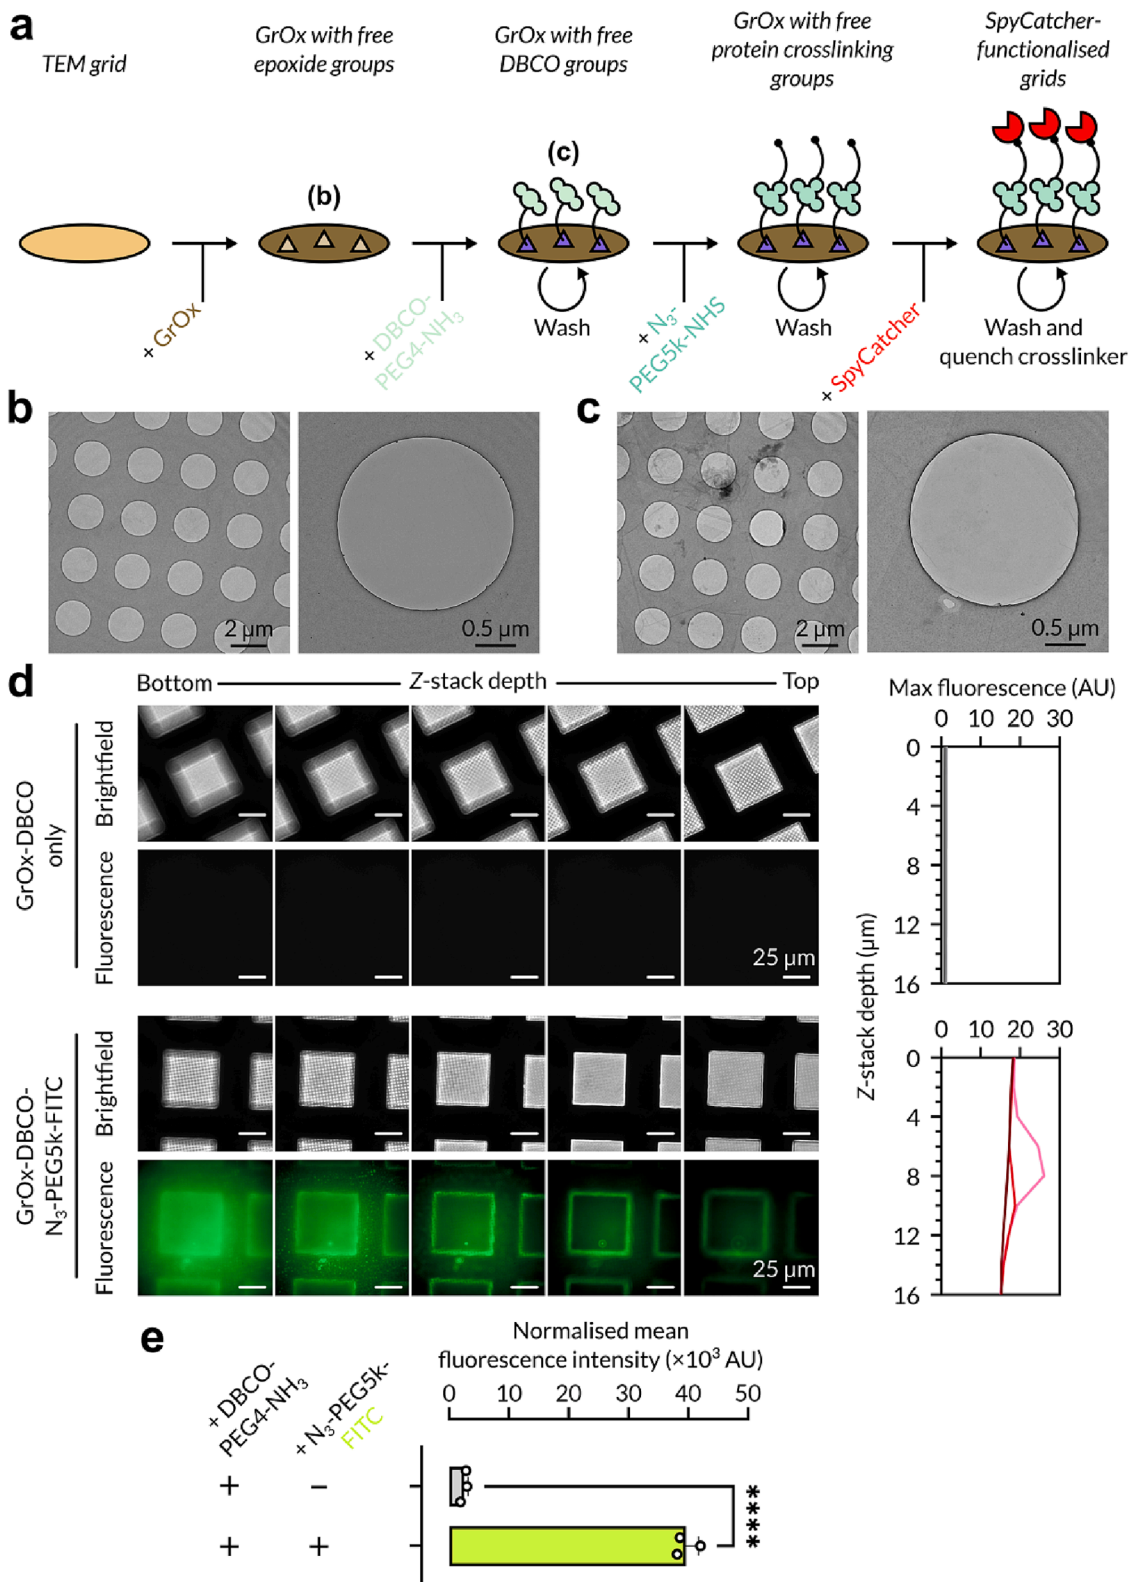 a
TEM grid
GrOx with free
epoxide groups
GrOx with free
DBCO groups
GrOx with free
protein crosslinking
groups
SpyCatcher-
functionalised
grids
(b)
(c)
+ GrOx
+ DBCO-
PEG4-NH₃
Wash
+ N₃-
PEG5k-NHS
Wash
+ SpyCatcher
Wash and
quench crosslinker
b
2 µm
0.5 µm
c
2 µm
0.5 µm
d
Bottom
Z-stack depth
Top
GrOx-DBCO
only
Brightfield
Fluorescence
25 µm
GrOx-DBCO-
N₃-PEG5k-FITC
Brightfield
Fluorescence
25 µm
Max fluorescence (AU)
0 10 20 30
0
4
8
12
16
Z-stack depth (µm)
0 10 20 30
0
4
8
12
16
e
+ DBCO-
PEG4-NH₃
+ N₃-PEG5k-
FITC
Normalised mean
fluorescence intensity (×10³ AU)
0 10 20 30 40 50
+ −
+ +
****